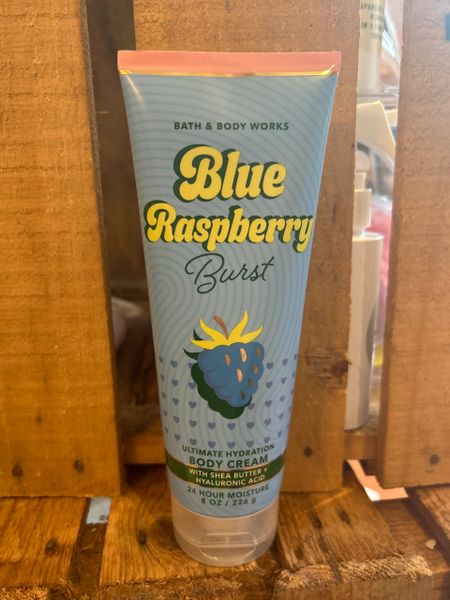 BATH & BODY WORKS
Blue
Raspberry
Burst
ULTIMATE HYDRATION
BODY CREAM
WITH SHEA BUTTER +
HYALURONIC ACID
24 HOUR MOISTURE
8 OZ / 226 g